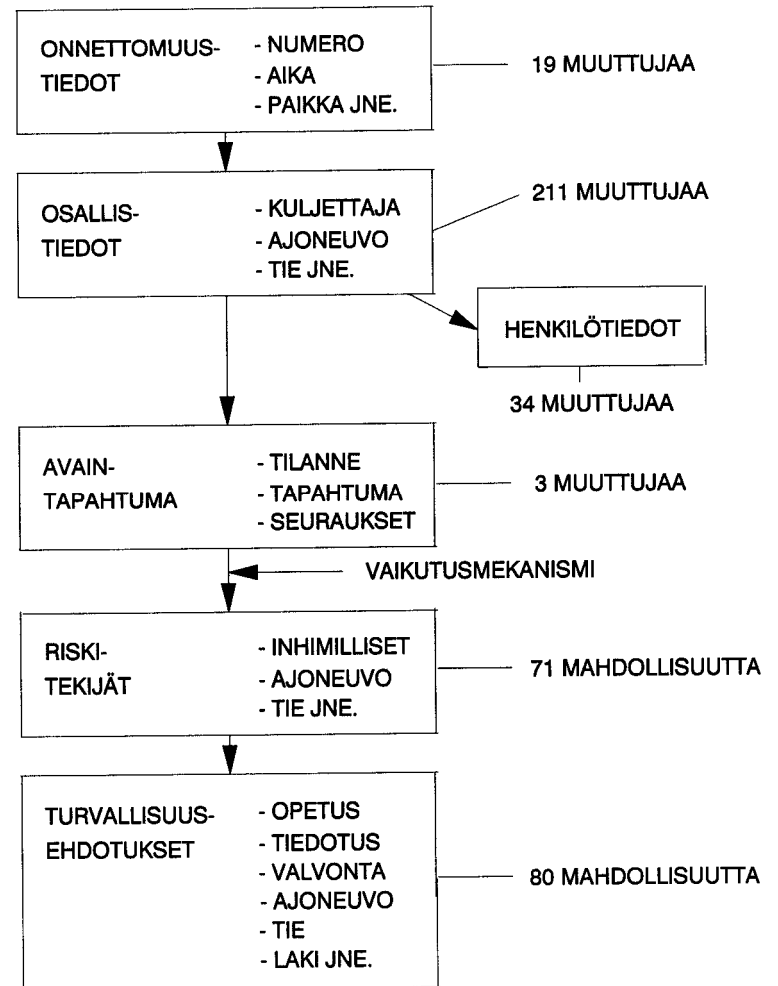 ONNETTOMUUS-
TIEDOT
- NUMERO
- AIKA
- PAIKKA JNE.
19 MUUTTUJAA
OSALLIS-
TIEDOT
- KULJETTAJA
- AJONEUVO
- TIE JNE.
211 MUUTTUJAA
HENKILÖTIEDOT
34 MUUTTUJAA
AVAIN-
TAPAHTUMA
- TILANNE
- TAPAHTUMA
- SEURAUKSET
3 MUUTTUJAA
VAIKUTUSMEKANISMI
RISKI-
TEKIJÄT
- INHIMILLISET
- AJONEUVO
- TIE JNE.
71 MAHDOLLISUUTTA
TURVALLISUUS-
EHDOTUKSET
- OPETUS
- TIEDOTUS
- VALVONTA
- AJONEUVO
- TIE
- LAKI JNE.
80 MAHDOLLISUUTTA